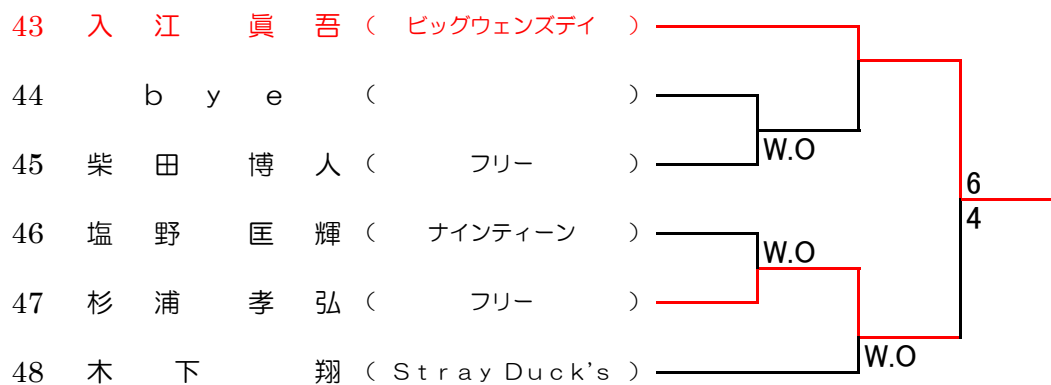 43 入江 眞吾 ( ビッグウェンズデイ )
44 bye ( )
W.O
45 柴田 博人 ( フリー )
6
4
46 塩野 匡輝 ( ナインティーン )
W.O
47 杉浦 孝弘 ( フリー )
W.O
48 木下 翔 ( Stray Duck's )